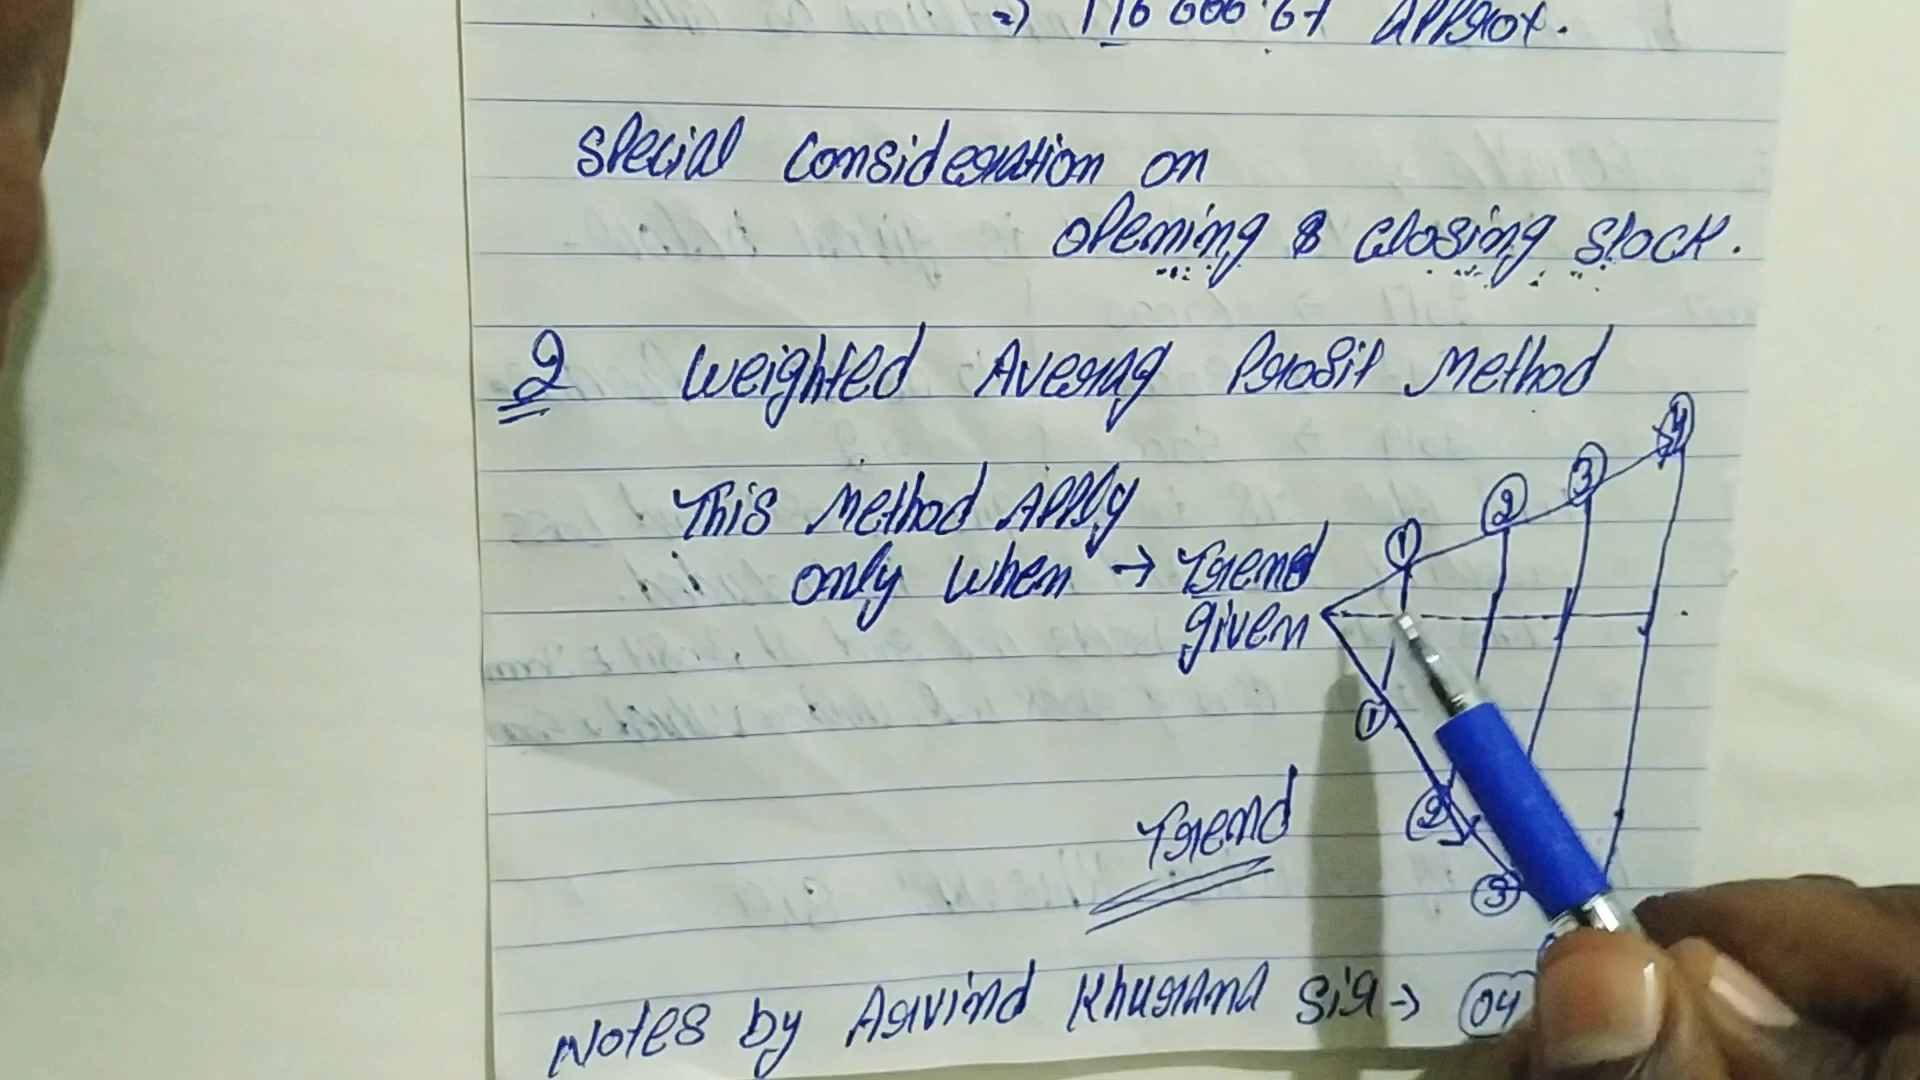 Special Consideration on
opening & Closing Stock.
2 Weighted Average Profit Method
This Method Apply
only when → Trend
given
1 2 3 4
1
2
3
Trend
Notes by Arvind Khurana Sir → 04